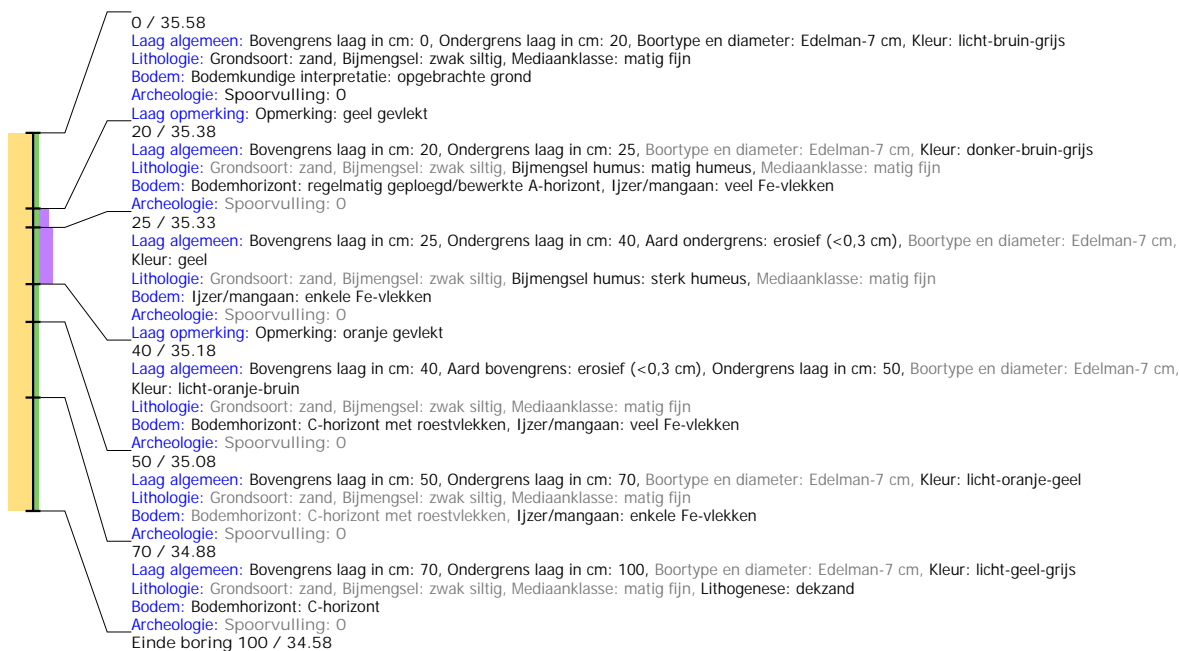 0 / 35.58
Laag algemeen: Bovengrens laag in cm: 0, Ondergrens laag in cm: 20, Boortype en diameter: Edelman-7 cm, Kleur: licht-bruin-grijs
Lithologie: Grondsoort: zand, Bijmengsel: zwak siltig, Mediaanklasse: matig fijn
Bodem: Bodemkundige interpretatie: opgebrachte grond
Archeologie: Spoorvulling: 0
Laag opmerking: Opmerking: geel gevlekt
20 / 35.38
Laag algemeen: Bovengrens laag in cm: 20, Ondergrens laag in cm: 25, Boortype en diameter: Edelman-7 cm, Kleur: donker-bruin-grijs
Lithologie: Grondsoort: zand, Bijmengsel: zwak siltig, Bijmengsel humus: matig humeus, Mediaanklasse: matig fijn
Bodem: Bodemhorizont: regelmatig geploegd/bewerkte A-horizont, Ijzer/mangaan: veel Fe-vlekken
Archeologie: Spoorvulling: 0
25 / 35.33
Laag algemeen: Bovengrens laag in cm: 25, Ondergrens laag in cm: 40, Aard ondergrens: erosief (<0,3 cm), Boortype en diameter: Edelman-7 cm,
Kleur: geel
Lithologie: Grondsoort: zand, Bijmengsel: zwak siltig, Bijmengsel humus: sterk humeus, Mediaanklasse: matig fijn
Bodem: Ijzer/mangaan: enkele Fe-vlekken
Archeologie: Spoorvulling: 0
Laag opmerking: Opmerking: oranje gevlekt
40 / 35.18
Laag algemeen: Bovengrens laag in cm: 40, Aard bovengrens: erosief (<0,3 cm), Ondergrens laag in cm: 50, Boortype en diameter: Edelman-7 cm,
Kleur: licht-oranje-bruin
Lithologie: Grondsoort: zand, Bijmengsel: zwak siltig, Mediaanklasse: matig fijn
Bodem: Bodemhorizont: C-horizont met roestvlekken, Ijzer/mangaan: veel Fe-vlekken
Archeologie: Spoorvulling: 0
50 / 35.08
Laag algemeen: Bovengrens laag in cm: 50, Ondergrens laag in cm: 70, Boortype en diameter: Edelman-7 cm, Kleur: licht-oranje-geel
Lithologie: Grondsoort: zand, Bijmengsel: zwak siltig, Mediaanklasse: matig fijn
Bodem: Bodemhorizont: C-horizont met roestvlekken, Ijzer/mangaan: enkele Fe-vlekken
Archeologie: Spoorvulling: 0
70 / 34.88
Laag algemeen: Bovengrens laag in cm: 70, Ondergrens laag in cm: 100, Boortype en diameter: Edelman-7 cm, Kleur: licht-geel-grijs
Lithologie: Grondsoort: zand, Bijmengsel: zwak siltig, Mediaanklasse: matig fijn, Lithogenese: dekzand
Bodem: Bodemhorizont: C-horizont
Archeologie: Spoorvulling: 0
Einde boring 100 / 34.58